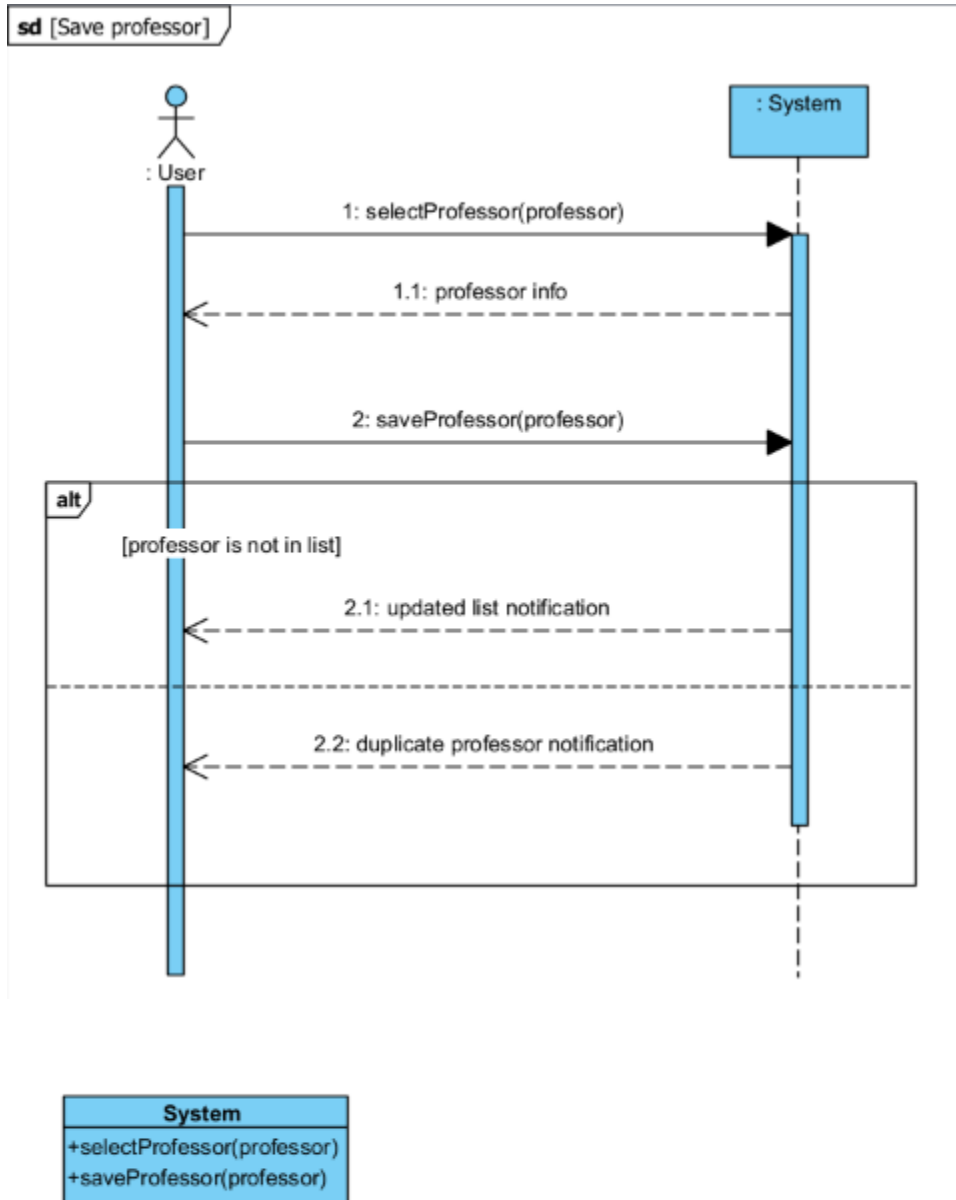 sd [Save professor]
: System
: User
1: selectProfessor(professor)
1.1: professor info
2: saveProfessor(professor)
alt
[professor is not in list]
2.1: updated list notification
2.2: duplicate professor notification
System
+selectProfessor(professor)
+saveProfessor(professor)